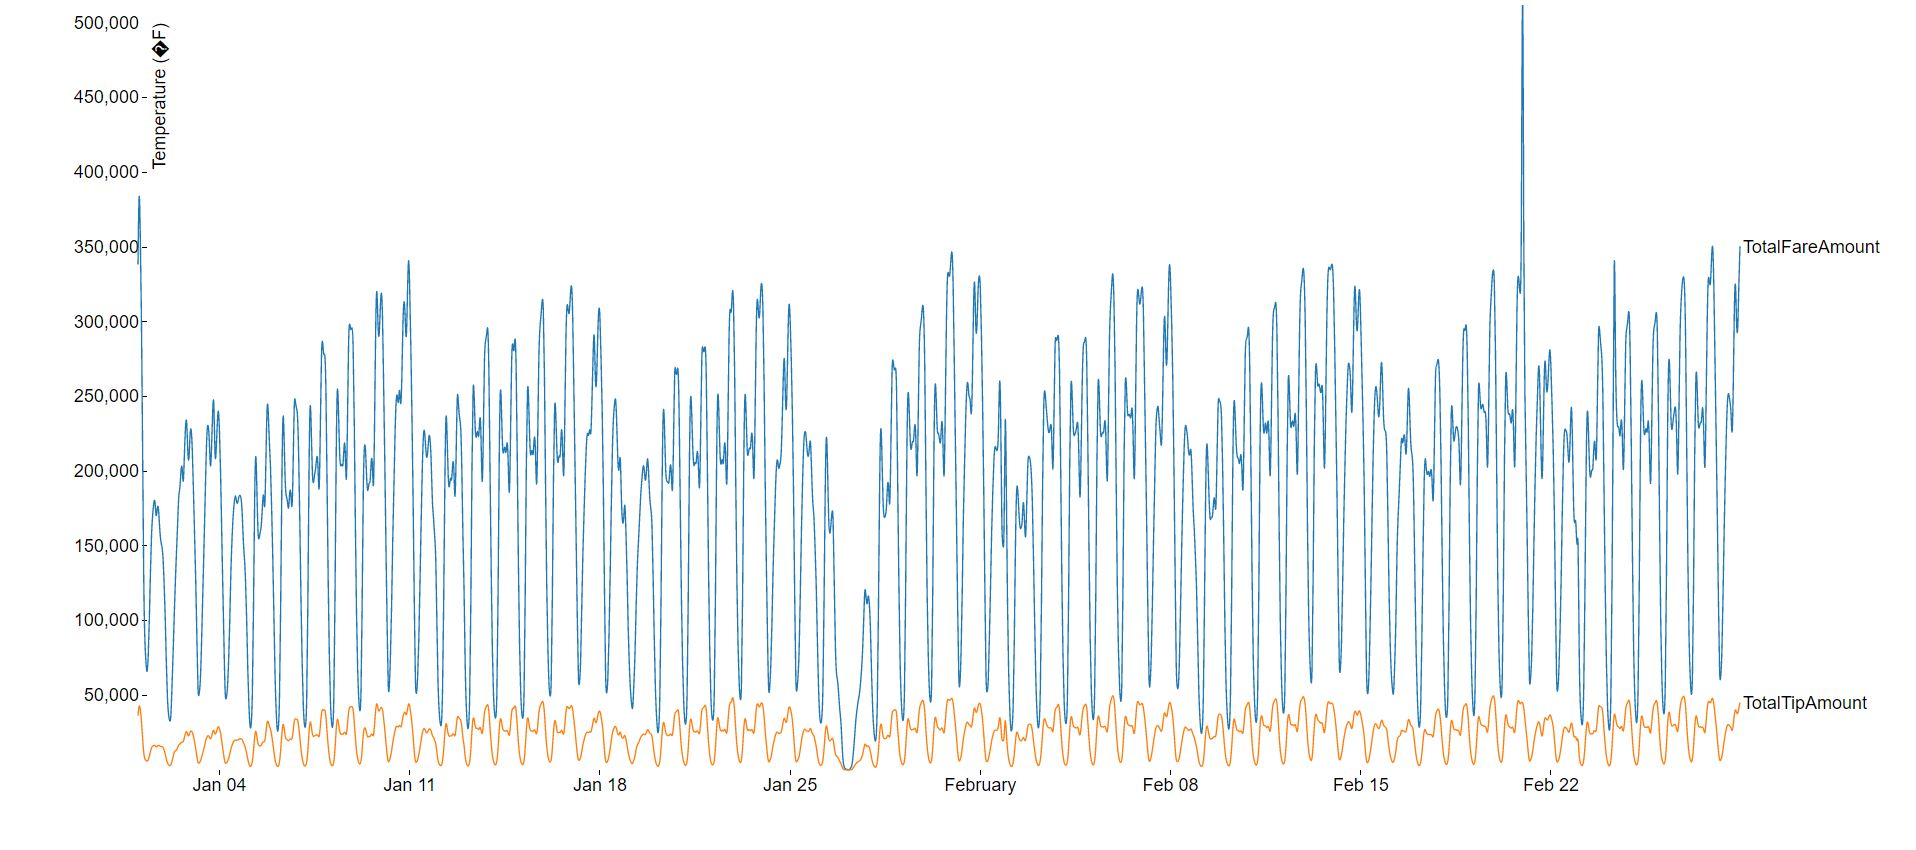 500,000
Temperature (�F)
450,000
400,000
350,000
TotalFareAmount
300,000
250,000
200,000
150,000
100,000
50,000
TotalTipAmount
Jan 04
Jan 11
Jan 18
Jan 25
February
Feb 08
Feb 15
Feb 22